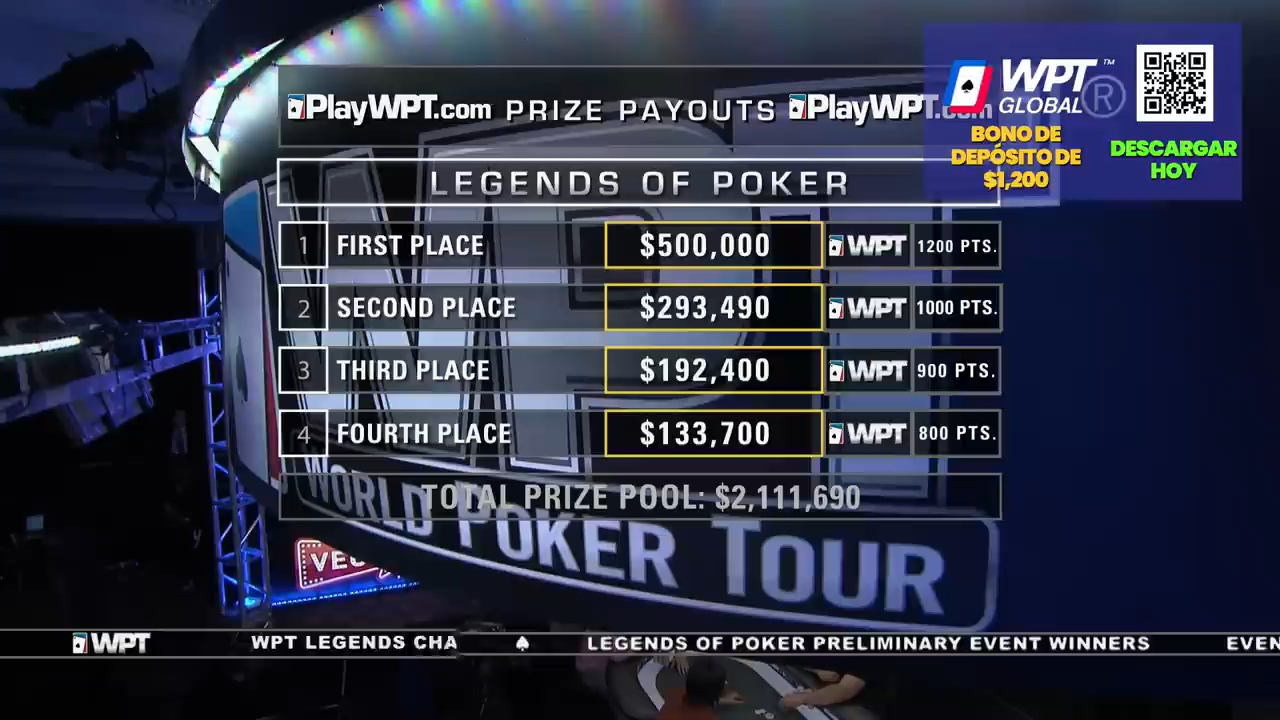 PlayWPT.com PRIZE PAYOUTS PlayWPT.com
WPT™
GLOBAL ®
BONO DE
DEPÓSITO DE
$1,200
DESCARGAR
HOY
LEGENDS OF POKER
1 FIRST PLACE $500,000 WPT 1200 PTS.
2 SECOND PLACE $293,490 WPT 1000 PTS.
3 THIRD PLACE $192,400 WPT 900 PTS.
4 FOURTH PLACE $133,700 WPT 800 PTS.
TOTAL PRIZE POOL: $2,111,690
WPT
WORLD POKER TOUR
WPT WPT LEGENDS CHA ♠ LEGENDS OF POKER PRELIMINARY EVENT WINNERS EVEN